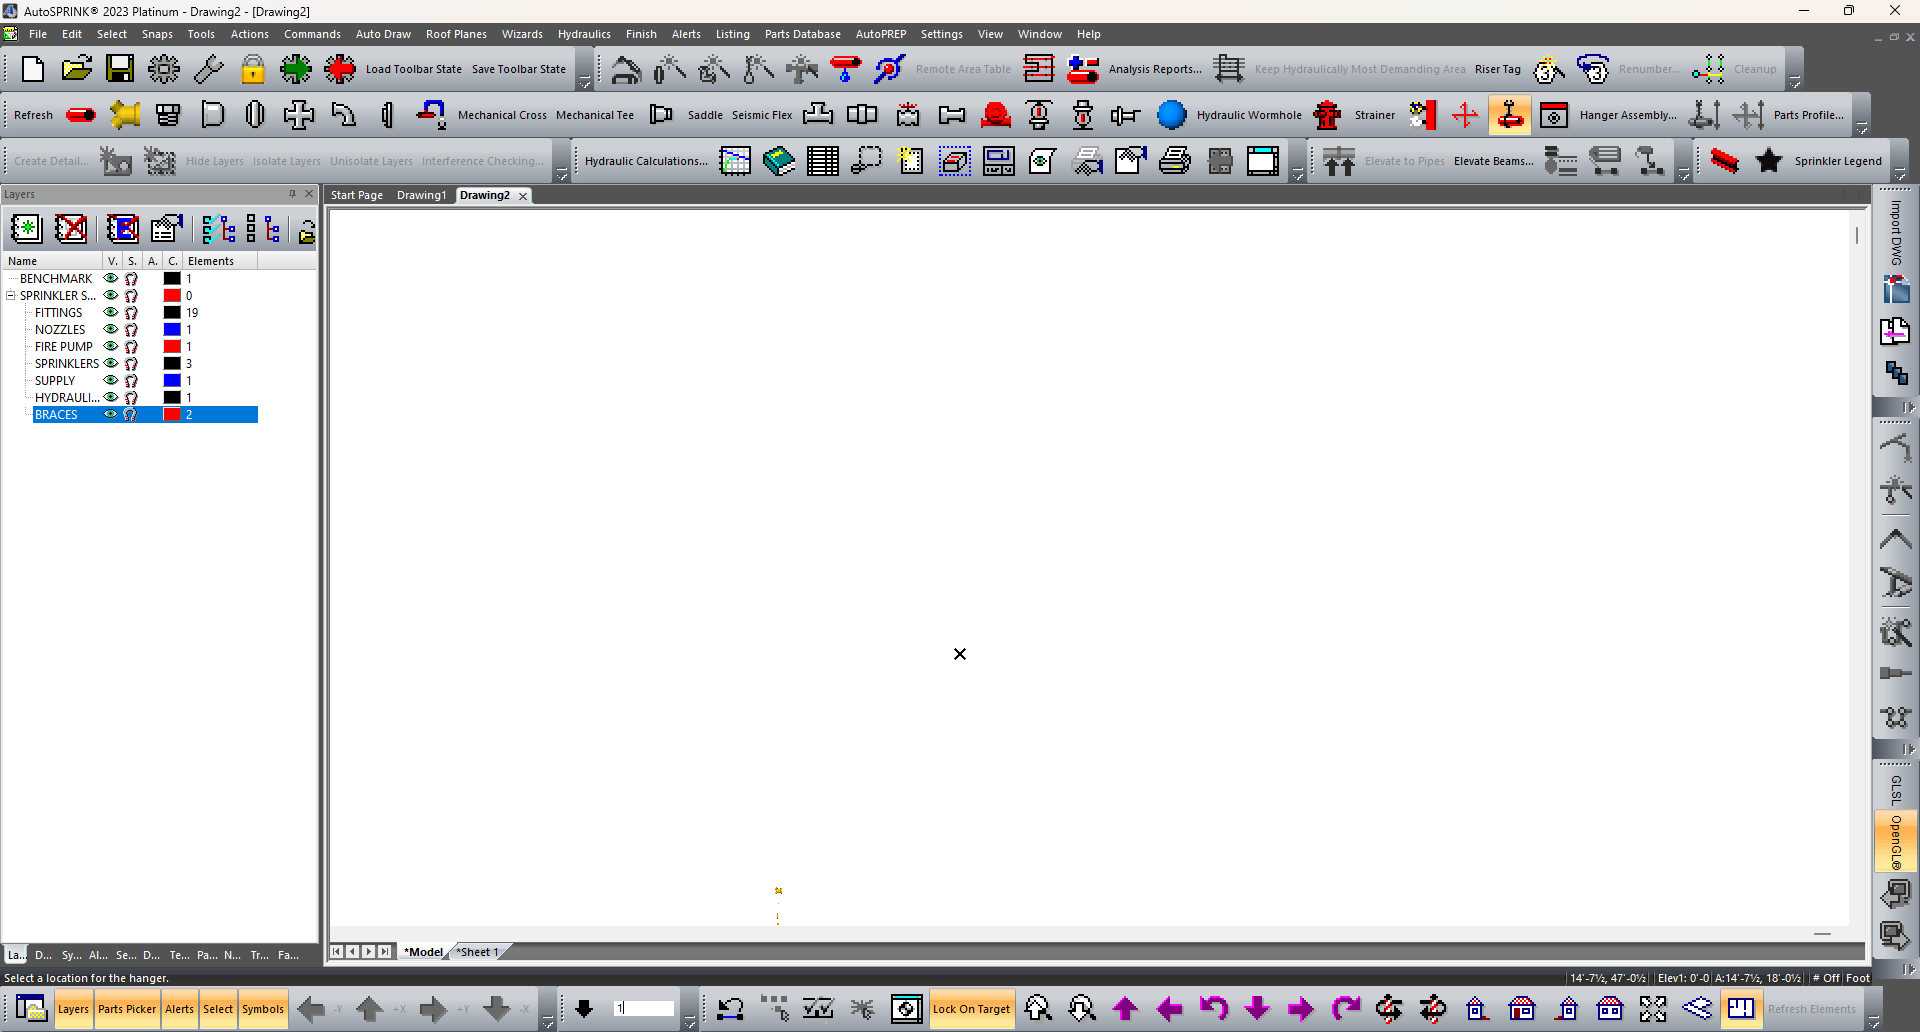 AutoSPRINK® 2023 Platinum - Drawing2 - [Drawing2]
File Edit Select Snaps Tools Actions Commands Auto Draw Roof Planes Wizards Hydraulics Finish Alerts Listing Parts Database AutoPREP Settings View Window Help
Load Toolbar State Save Toolbar State Remote Area Table Analysis Reports... Keep Hydraulically Most Demanding Area Riser Tag Renumber... Cleanup
Refresh Mechanical Cross Mechanical Tee Saddle Seismic Flex Hydraulic Wormhole Strainer Hanger Assembly... Parts Profile...
Create Detail... Hide Layers Isolate Layers Unisolate Layers Interference Checking... Hydraulic Calculations... Elevate to Pipes Elevate Beams... Sprinkler Legend
Layers
Start Page Drawing1 Drawing2
Name V. S. A. C. Elements
BENCHMARK 1
SPRINKLER S... 0
FITTINGS 19
NOZZLES 1
FIRE PUMP 1
SPRINKLERS 3
SUPPLY 1
HYDRAULI... 1
BRACES 2
Import DWG
GLSL
OpenGL®
La... D... Sy... Al... Se... D... Te... Pa... N... Tr... Fa...
*Model *Sheet 1
Select a location for the hanger.
14'-7½, 47'-0½ Elev1: 0'-0 A:14'-7½, 18'-0½ # Off Foot
Layers Parts Picker Alerts Select Symbols -Y +X +Y -X 1 Lock On Target Refresh Elements